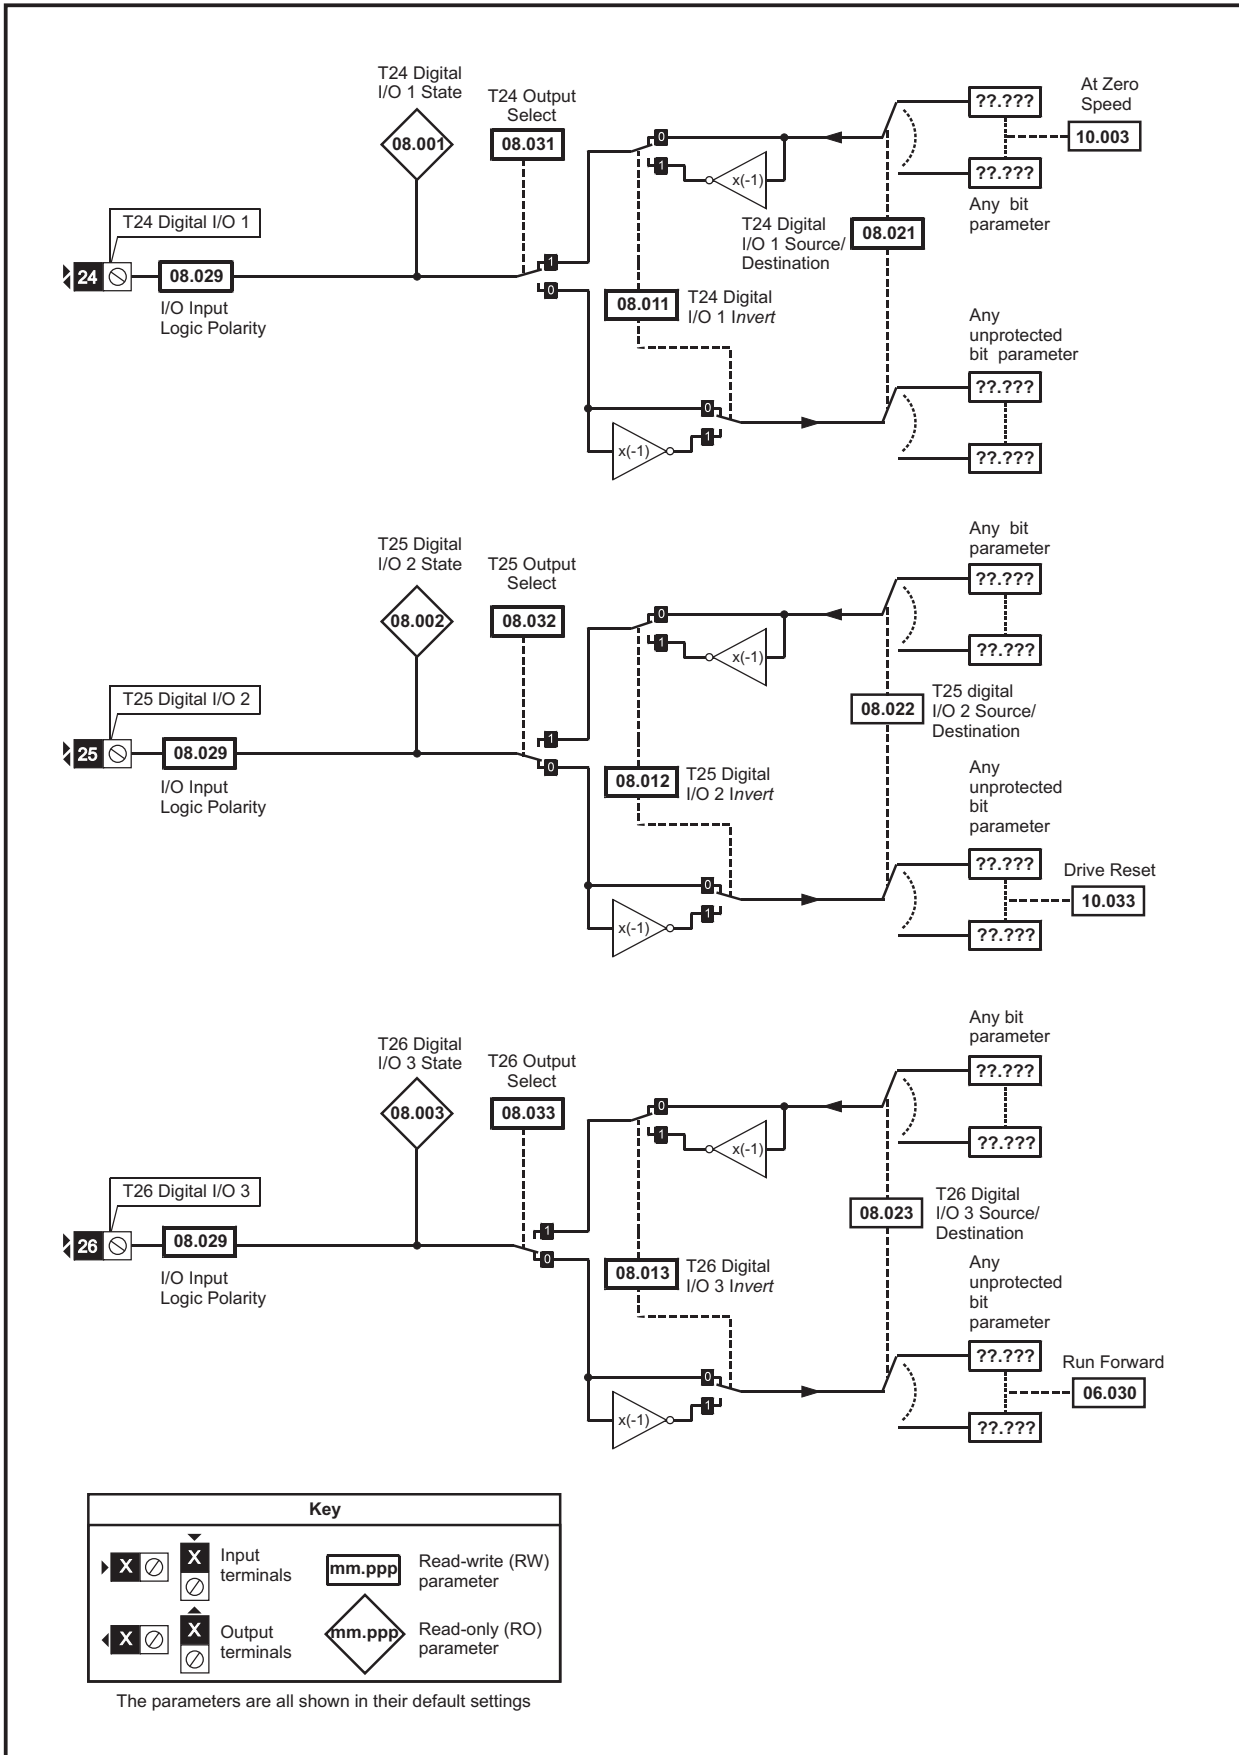 T24 Digital
I/O 1 State
08.001
T24 Output
Select
08.031
0
1
x(-1)
??.???
??.???
At Zero
Speed
10.003
Any bit
parameter
T24 Digital
I/O 1 Source/
Destination
08.021
T24 Digital I/O 1
24
08.029
I/O Input
Logic Polarity
1
0
08.011
T24 Digital
I/O 1 Invert
Any
unprotected
bit parameter
0
1
x(-1)
??.???
??.???
T25 Digital
I/O 2 State
08.002
T25 Output
Select
08.032
0
1
x(-1)
Any bit
parameter
??.???
??.???
T25 Digital I/O 2
25
08.029
I/O Input
Logic Polarity
1
0
08.012
T25 Digital
I/O 2 Invert
08.022
T25 digital
I/O 2 Source/
Destination
Any
unprotected
bit
parameter
0
1
x(-1)
??.???
??.???
Drive Reset
10.033
T26 Digital
I/O 3 State
08.003
T26 Output
Select
08.033
0
1
x(-1)
Any bit
parameter
??.???
??.???
T26 Digital I/O 3
26
08.029
I/O Input
Logic Polarity
1
0
08.013
T26 Digital
I/O 3 Invert
08.023
T26 Digital
I/O 3 Source/
Destination
Any
unprotected
bit
parameter
0
1
x(-1)
??.???
??.???
Run Forward
06.030
Key
X
X
Input
terminals
mm.ppp
Read-write (RW)
parameter
X
X
Output
terminals
mm.ppp
Read-only (RO)
parameter
The parameters are all shown in their default settings